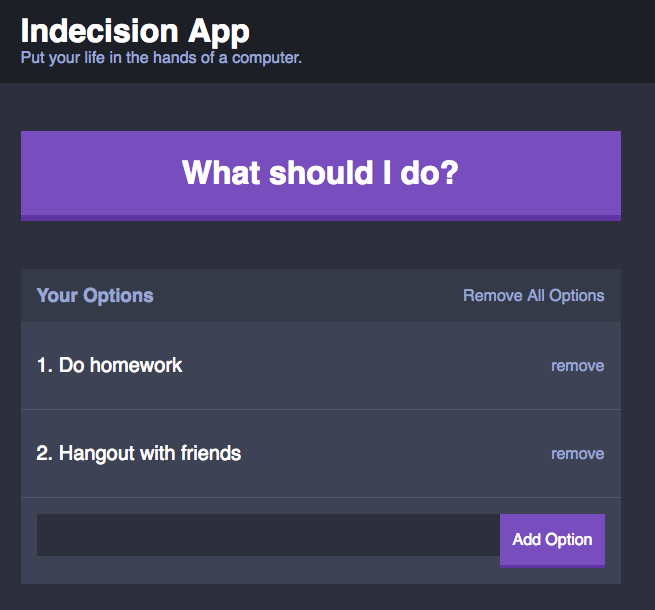 Indecision App
Put your life in the hands of a computer.
What should I do?
Your Options
Remove All Options
1. Do homework
remove
2. Hangout with friends
remove
Add Option